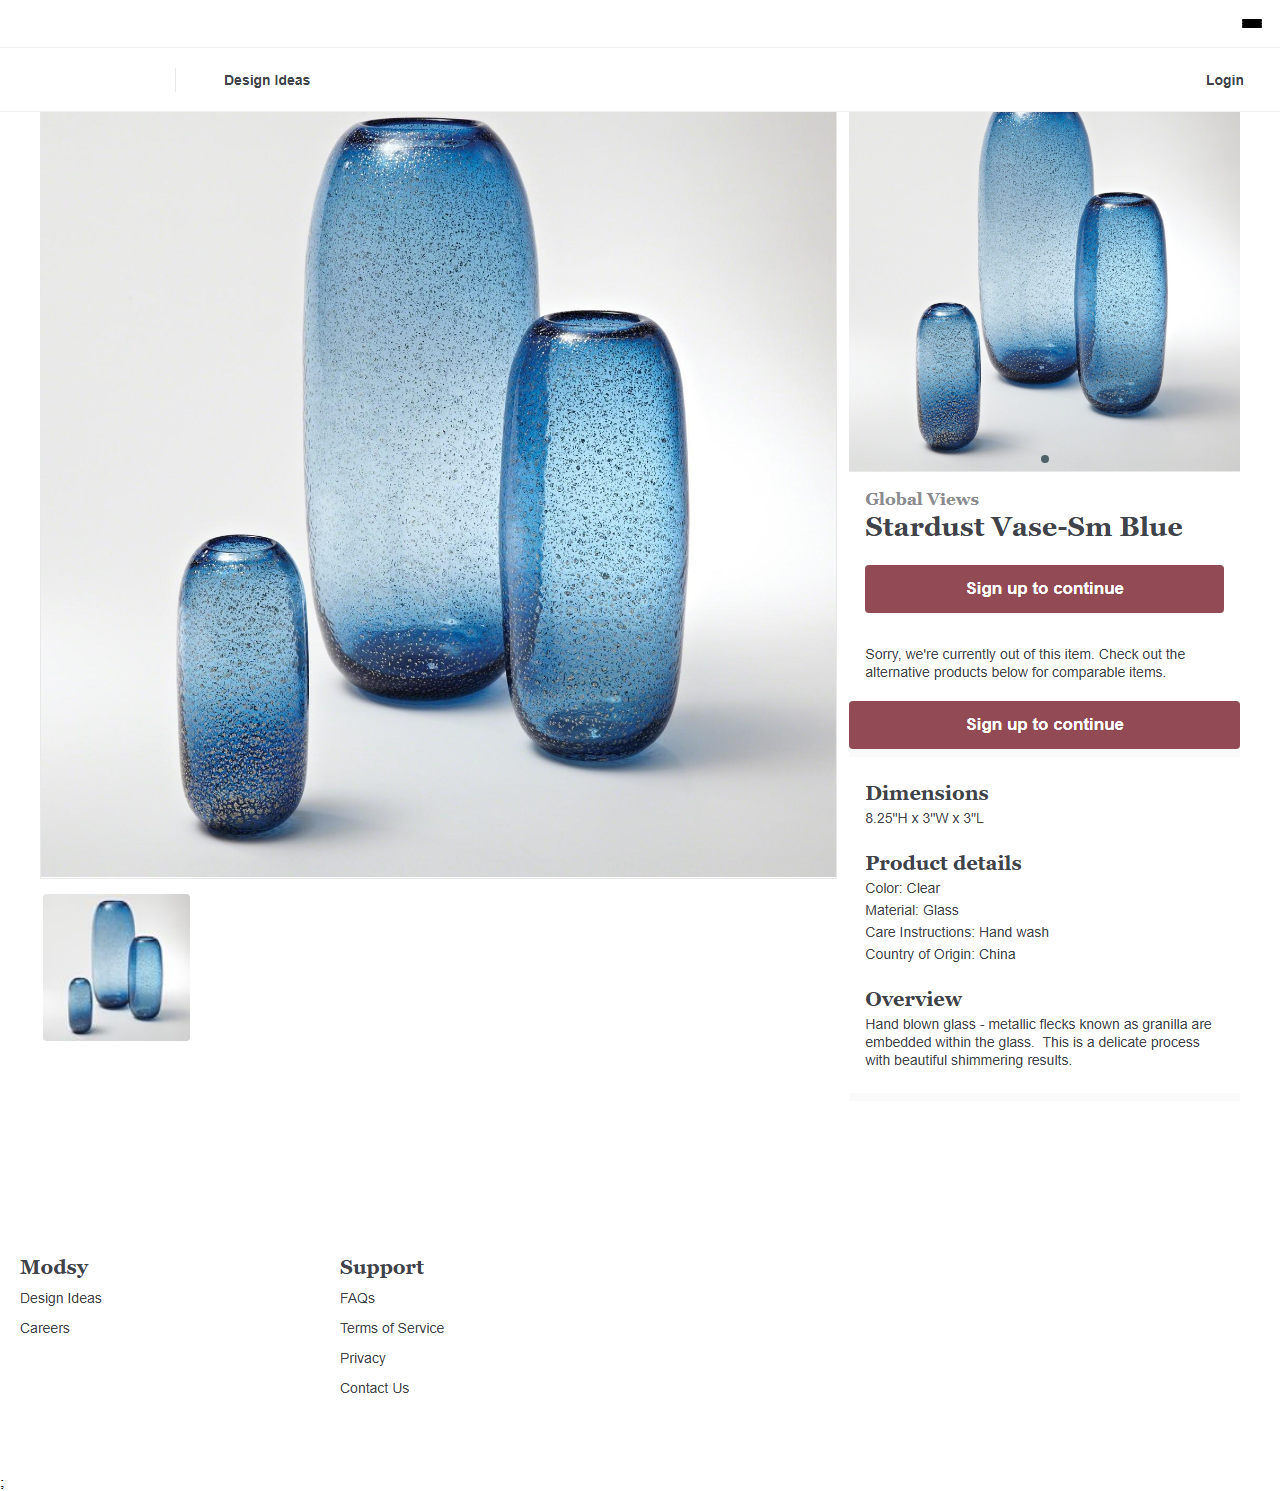 Design Ideas
Login
Global Views
Stardust Vase-Sm Blue
Sign up to continue
Sorry, we're currently out of this item. Check out the
alternative products below for comparable items.
Sign up to continue
Dimensions
8.25"H x 3"W x 3"L
Product details
Color: Clear
Material: Glass
Care Instructions: Hand wash
Country of Origin: China
Overview
Hand blown glass - metallic flecks known as granilla are
embedded within the glass.  This is a delicate process
with beautiful shimmering results.
Modsy
Design Ideas
Careers
Support
FAQs
Terms of Service
Privacy
Contact Us
;